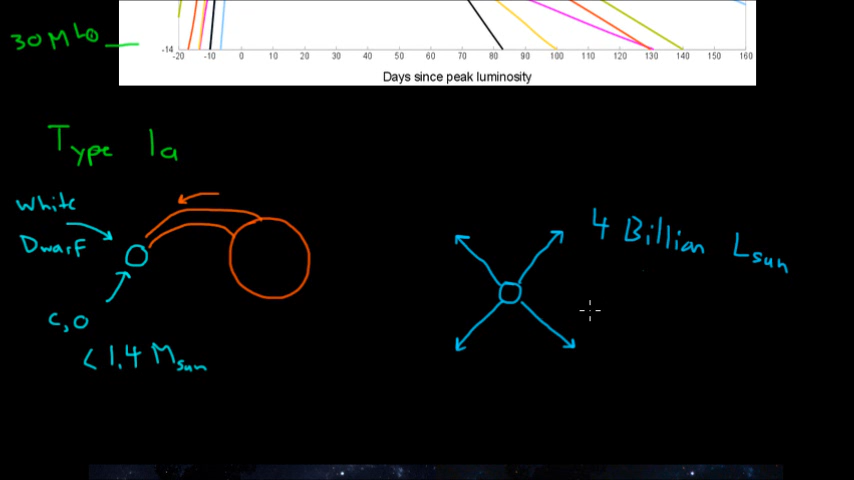 30 M L⊙
-14
-20 -10 0 10 20 30 40 50 60 70 80 90 100 110 120 130 140 150 160
Days since peak luminosity
Type 1a
White
Dwarf
C,O
< 1.4 Msun
4 Billion Lsun